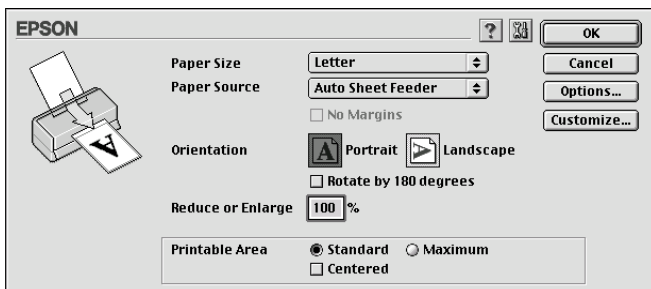 EPSON
? OK
Paper Size Letter Cancel
Paper Source Auto Sheet Feeder Options...
No Margins Customize...
Orientation A Portrait A Landscape
Rotate by 180 degrees
Reduce or Enlarge 100 %
Printable Area Standard Maximum
Centered
A